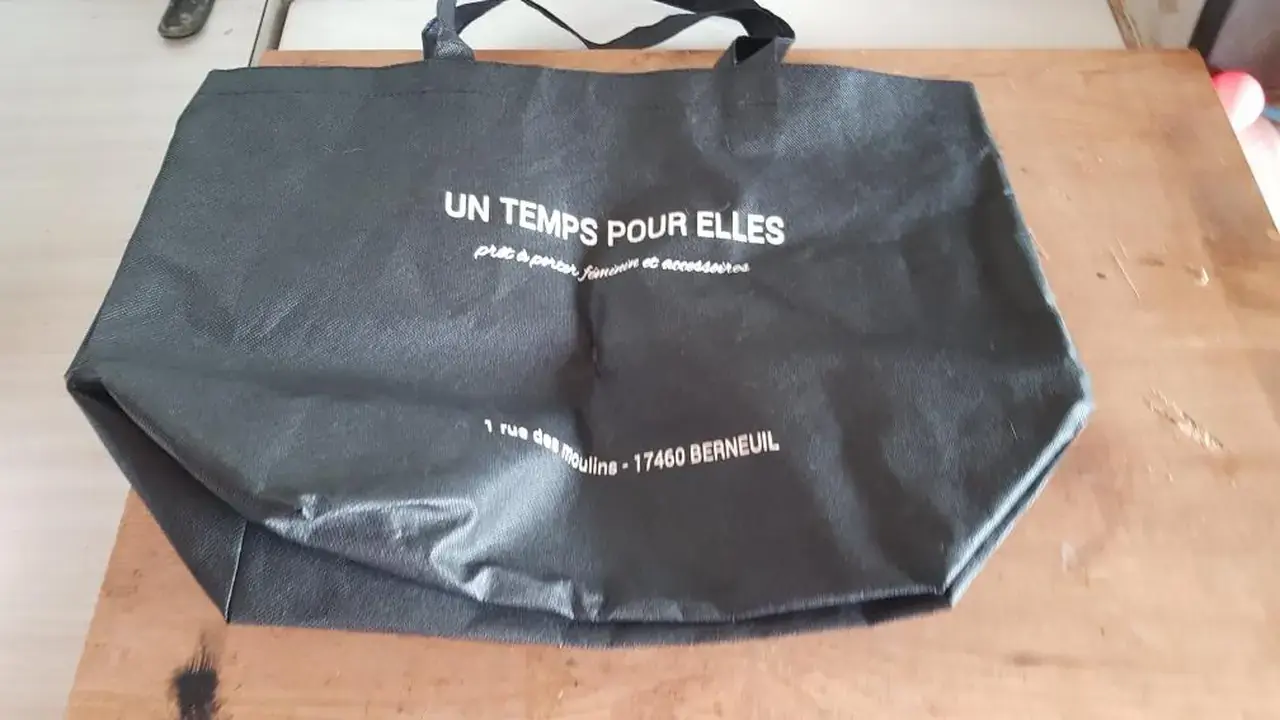 UN TEMPS POUR ELLES
prêt à porter féminin et accessoires
1 rue des moulins - 17460 BERNEUIL